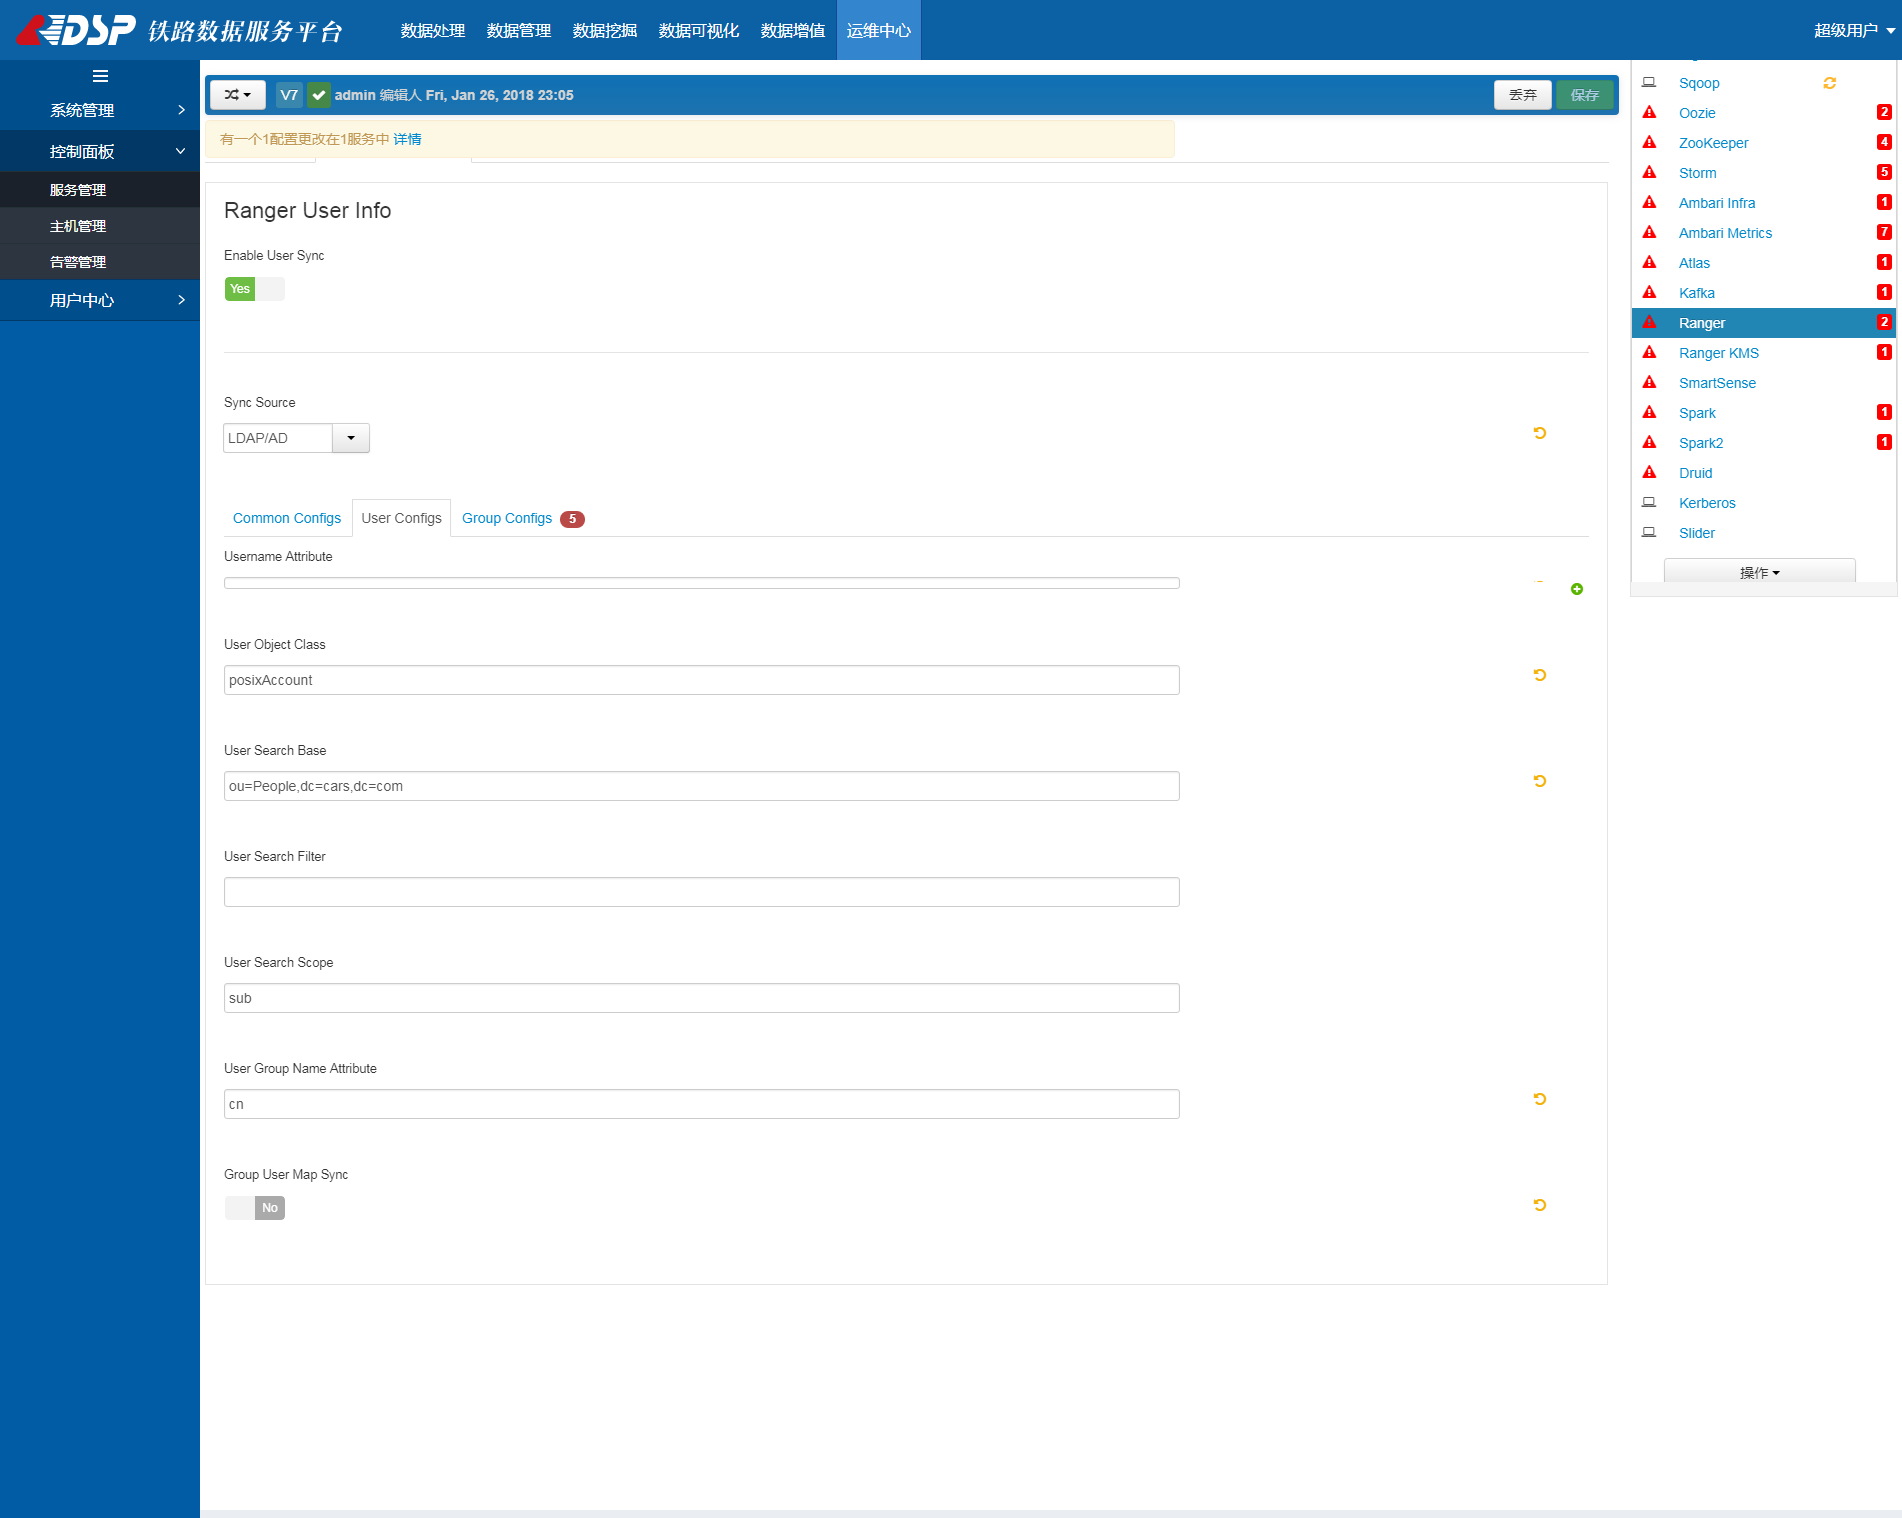 DSP 铁路数据服务平台
数据处理 数据管理 数据挖掘 数据可视化 数据增值 运维中心
超级用户
系统管理
控制面板
服务管理
主机管理
告警管理
用户中心
V7 admin 编辑人 Fri, Jan 26, 2018 23:05
丢弃 保存
有一个1配置更改在1服务中 详情
Ranger User Info
Enable User Sync
Yes
Sync Source
LDAP/AD
Common Configs User Configs Group Configs 5
Username Attribute
User Object Class
posixAccount
User Search Base
ou=People,dc=cars,dc=com
User Search Filter
User Search Scope
sub
User Group Name Attribute
cn
Group User Map Sync
No
Sqoop
Oozie 2
ZooKeeper 4
Storm 5
Ambari Infra 1
Ambari Metrics 7
Atlas 1
Kafka 1
Ranger 2
Ranger KMS 1
SmartSense
Spark 1
Spark2 1
Druid
Kerberos
Slider
操作